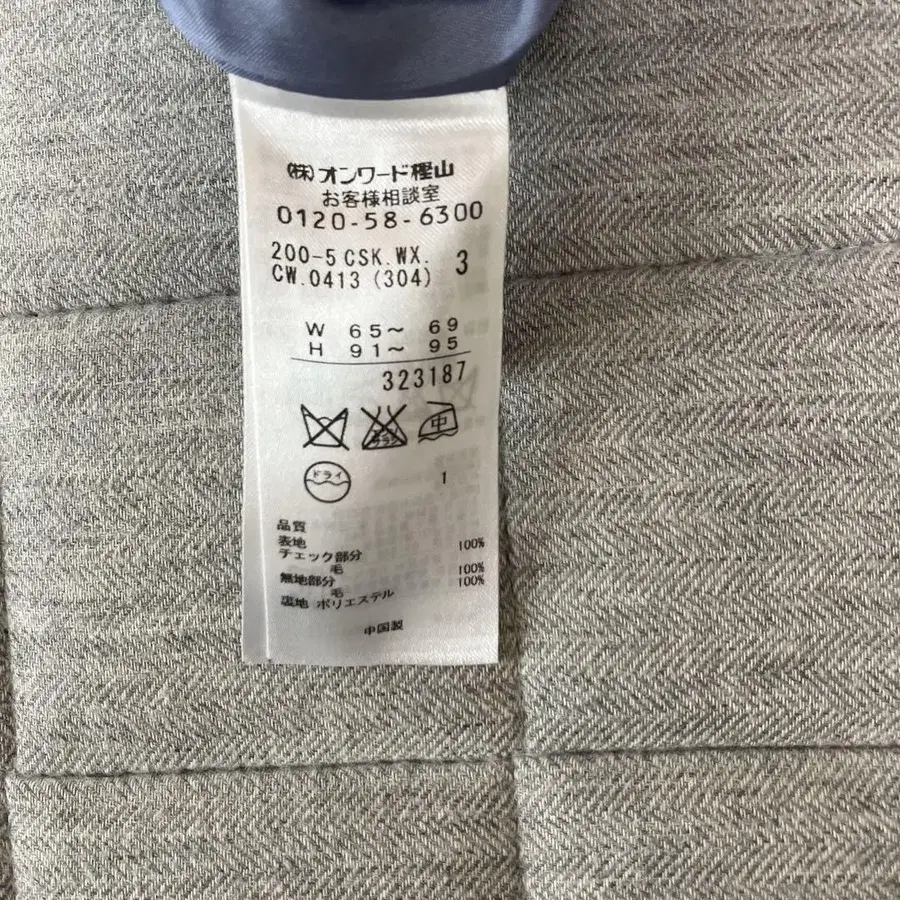 (株)オンワード樫山
お客様相談室
0120-58-6300
200-5 CSK.WX. 3
CW.0413 (304)
W 65～ 69
H 91～ 95
323187
中
ドライ
1
品質
表地
チェック部分
毛 100%
無地部分
毛 100%
裏地 ポリエステル 100%
中国製